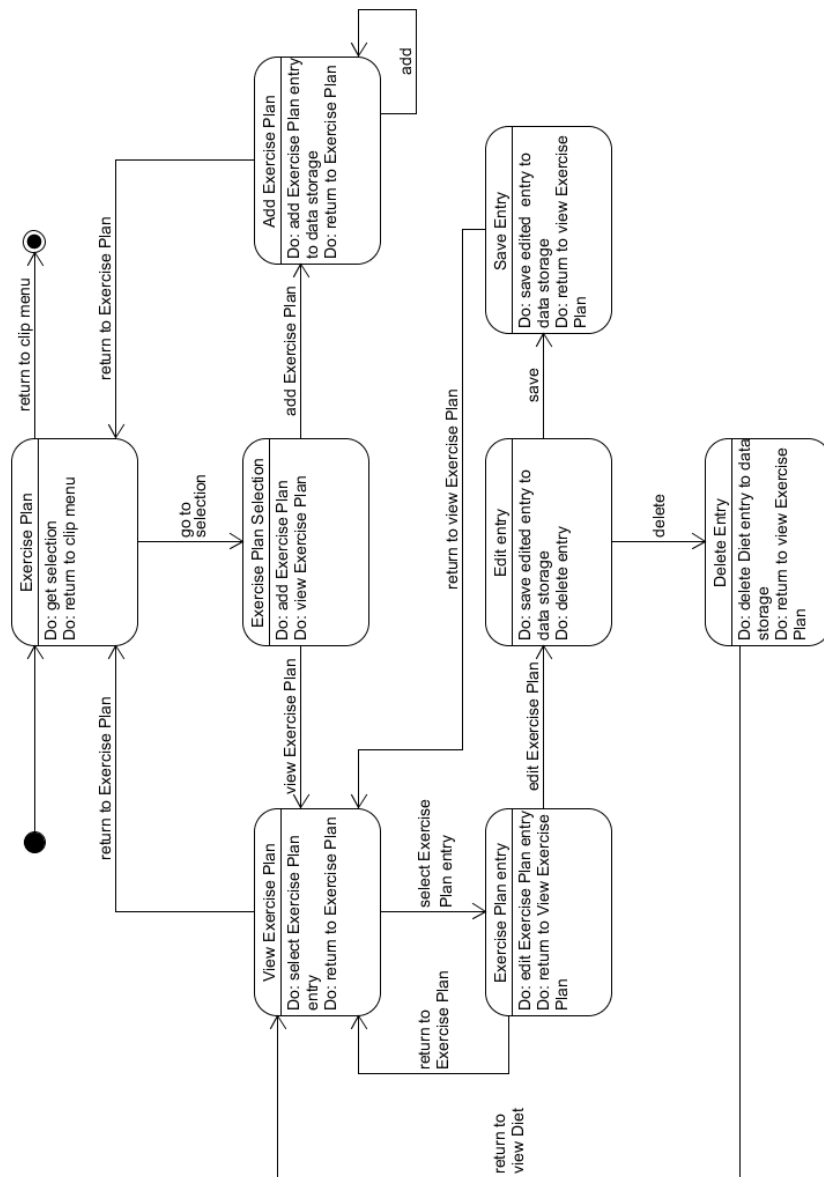 Exercise Plan
Do: get selection
Do: return to clip menu
return to clip menu
return to Exercise Plan
return to Exercise Plan
go to
selection
Exercise Plan Selection
Do: add Exercise Plan
Do: view Exercise Plan
view Exercise Plan
add Exercise Plan
View Exercise Plan
Do: select Exercise Plan
entry
Do: return to Exercise Plan
Add Exercise Plan
Do: add Exercise Plan entry
to data storage
Do: return to Exercise Plan
add
select Exercise
Plan entry
return to
Exercise Plan
return to view Exercise Plan
Exercise Plan entry
Do: edit Exercise Plan entry
Do: return to View Exercise
Plan
edit Exercise Plan
Edit entry
Do: save edited entry to
data storage
Do: delete entry
save
Save Entry
Do: save edited entry to
data storage
Do: return to view Exercise
Plan
return to
view Diet
delete
Delete Entry
Do: delete Diet entry to data
storage
Do: return to view Exercise
Plan